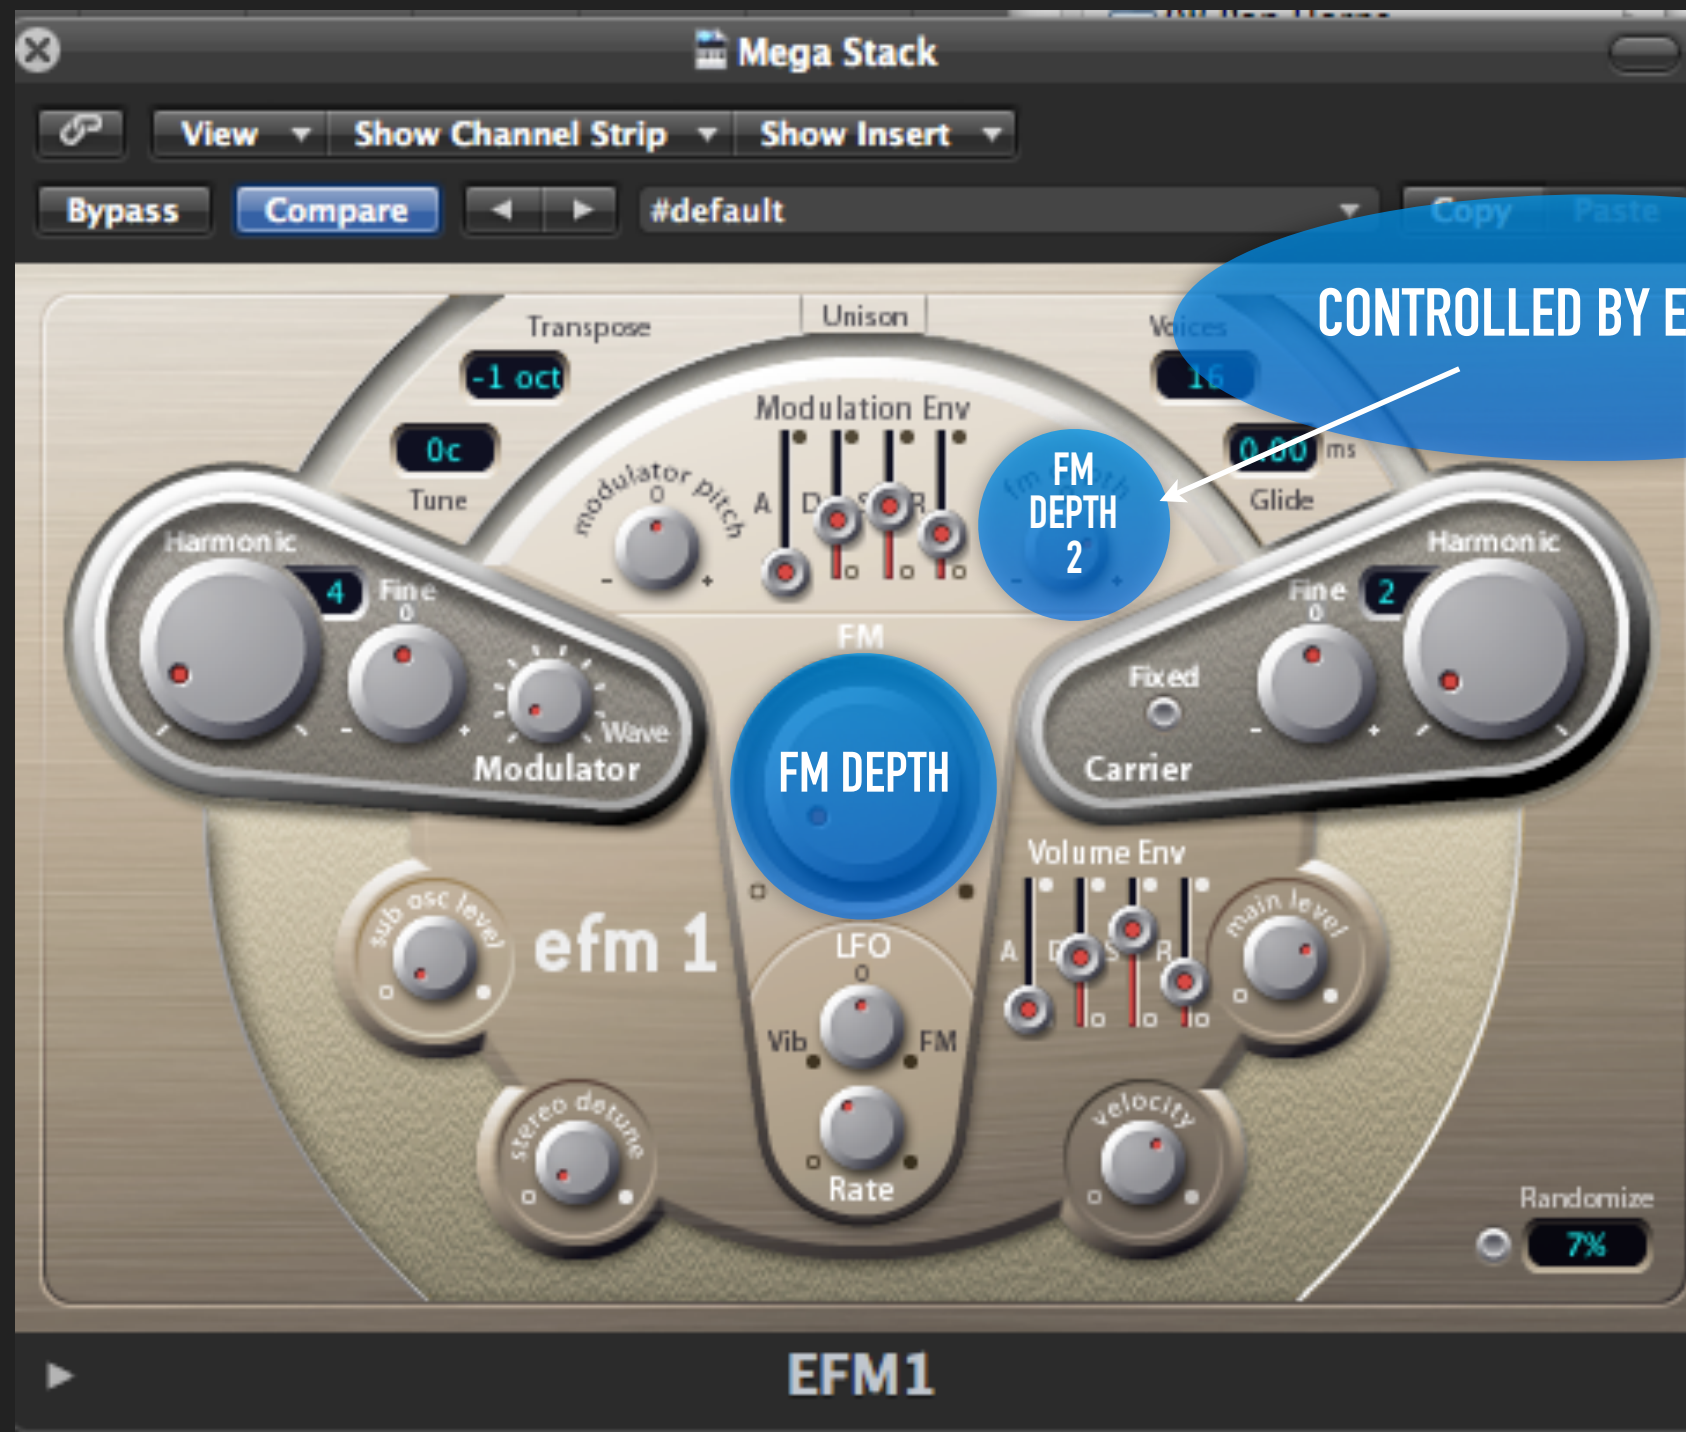 Mega Stack
View
Show Channel Strip
Show Insert
Bypass
Compare
#default
Copy
Paste
CONTROLLED BY E
Transpose
-1 oct
Unison
Voices
16
0c
Tune
Modulation Env
A D S R
modulator pitch
0
- +
fm depth
- +
FM
DEPTH
2
0.00 ms
Glide
Harmonic
4
Fine
0
- +
Wave
Modulator
FM
FM DEPTH
Harmonic
Fine
2
0
- +
Fixed
Carrier
sub osc level
efm 1
LFO
0
Vib
FM
Rate
Volume Env
A D S R
main level
stereo detune
velocity
Randomize
7%
EFM1